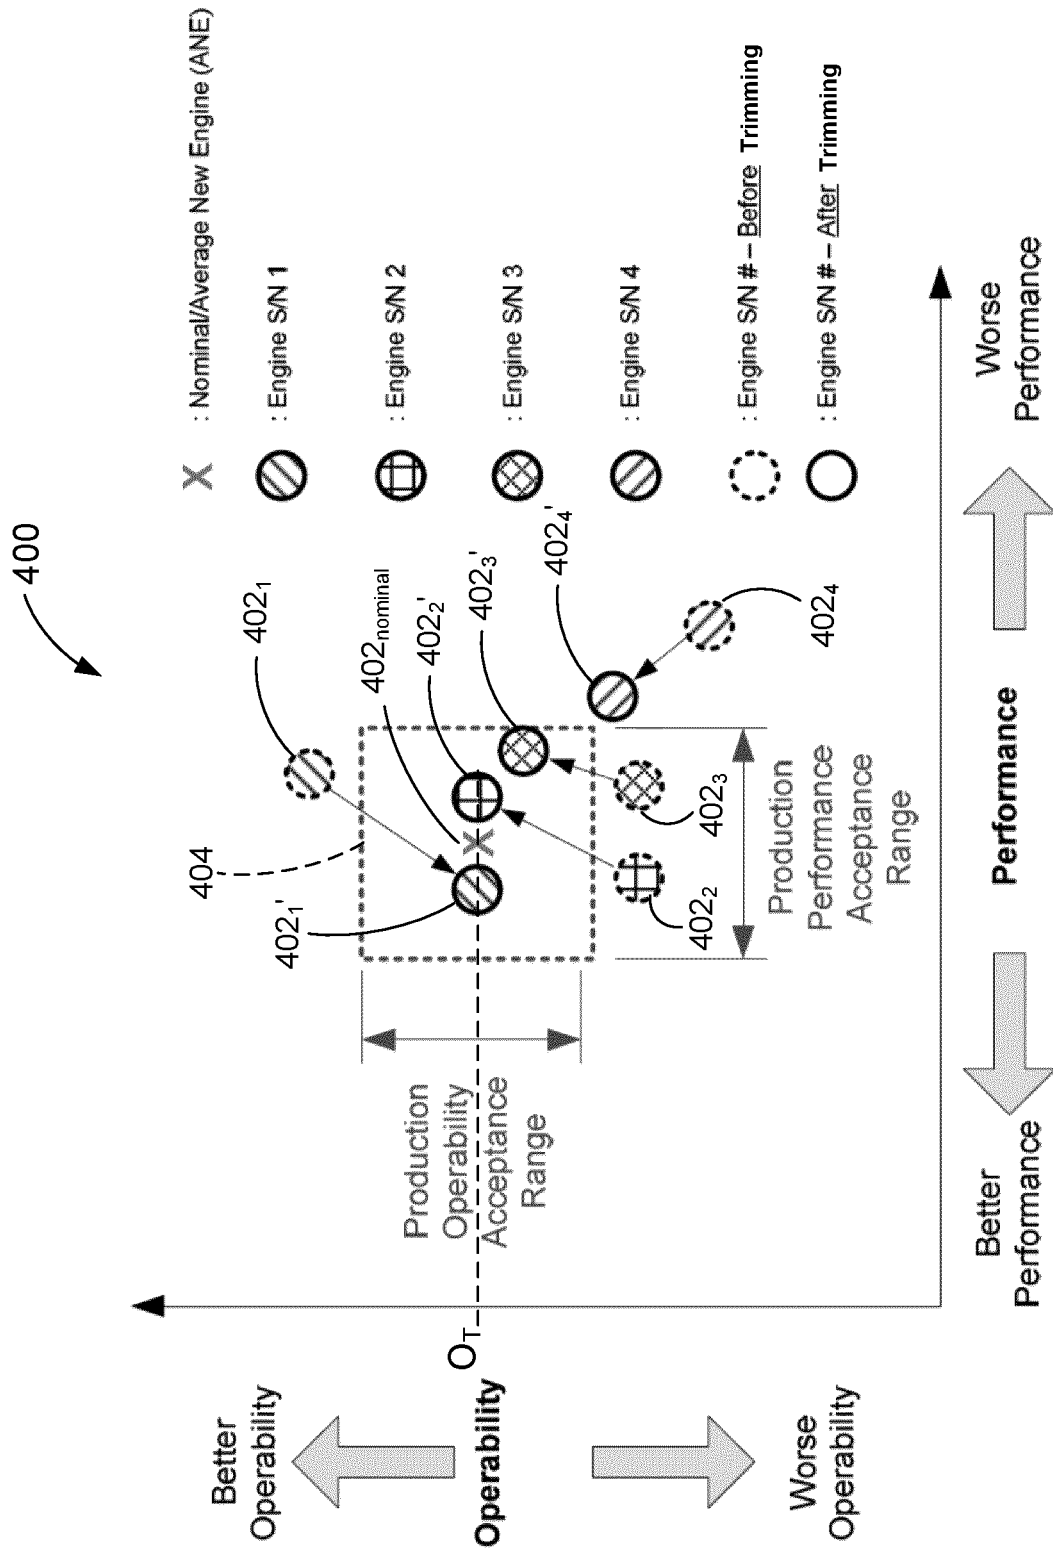 400
X : Nominal/Average New Engine (ANE)
: Engine S/N 1
: Engine S/N 2
: Engine S/N 3
: Engine S/N 4
: Engine S/N # – Before Trimming
: Engine S/N # – After Trimming
404
402₁
402₁'
402nominal
X
402₂'
402₃'
402₄'
402₂
402₃
402₄
Production
Operability
Acceptance
Range
Production
Performance
Acceptance
Range
Better
Operability
Operability
Worse
Operability
O_T
Better
Performance
Performance
Worse
Performance